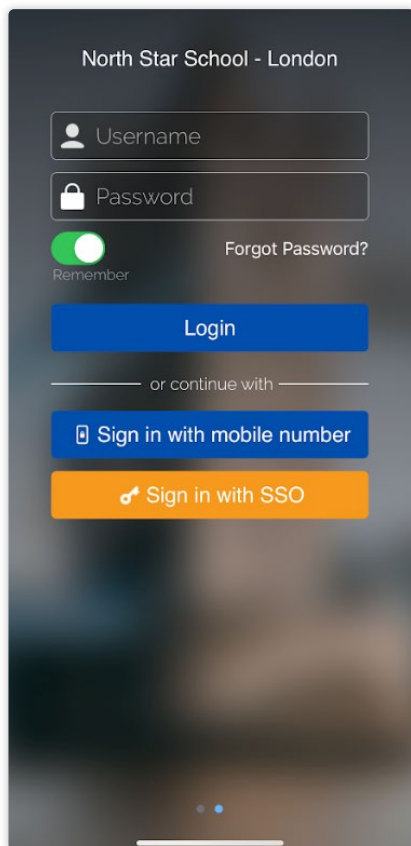 North Star School - London
Username
Password
Forgot Password?
Remember
Login
or continue with
Sign in with mobile number
Sign in with SSO